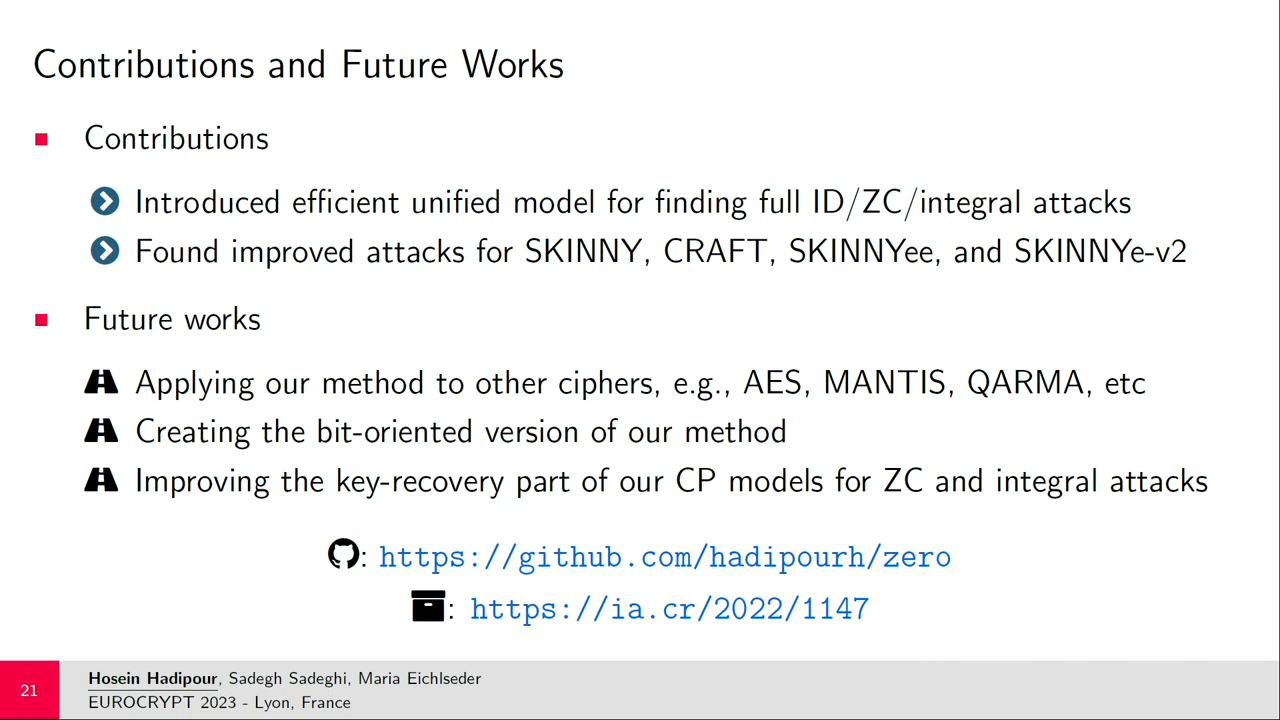 Contributions and Future Works
Contributions
Introduced efficient unified model for finding full ID/ZC/integral attacks
Found improved attacks for SKINNY, CRAFT, SKINNYee, and SKINNYe-v2
Future works
Applying our method to other ciphers, e.g., AES, MANTIS, QARMA, etc
Creating the bit-oriented version of our method
Improving the key-recovery part of our CP models for ZC and integral attacks
: https://github.com/hadipourh/zero
: https://ia.cr/2022/1147
21
Hosein Hadipour, Sadegh Sadeghi, Maria Eichlseder
EUROCRYPT 2023 - Lyon, France